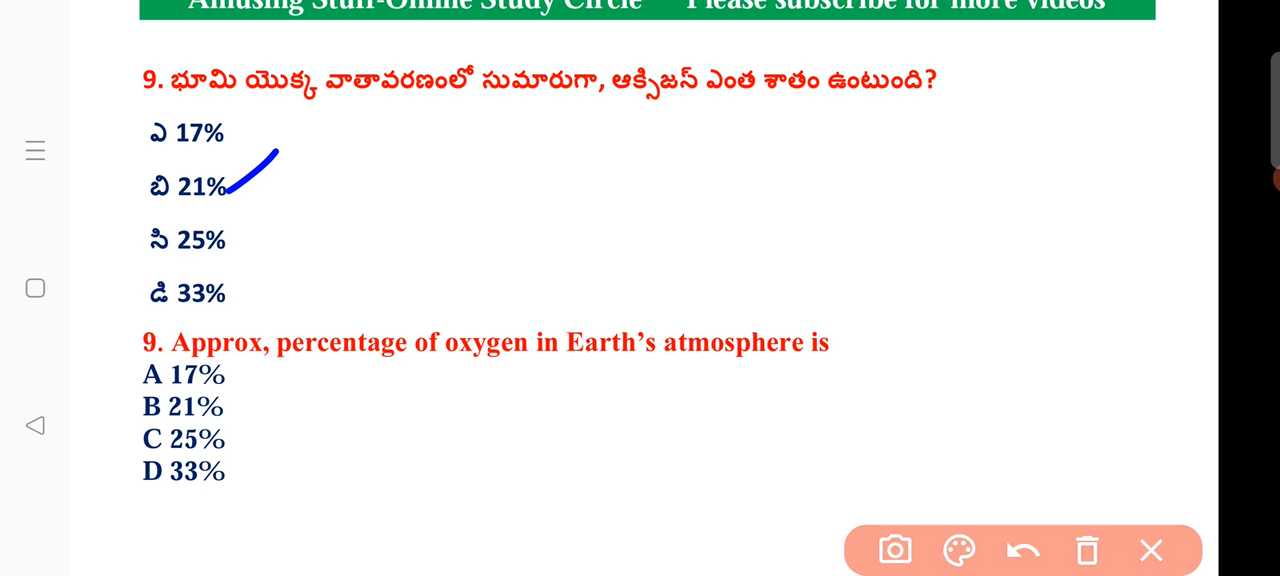 Amusing Stuff-Online Study Circle Please subscribe for more videos
9. భూమి యొక్క వాతావరణంలో సుమారుగా, ఆక్సిజన్ ఎంత శాతం ఉంటుంది?
ఎ 17%
బి 21%
సి 25%
డి 33%
9. Approx, percentage of oxygen in Earth’s atmosphere is
A 17%
B 21%
C 25%
D 33%